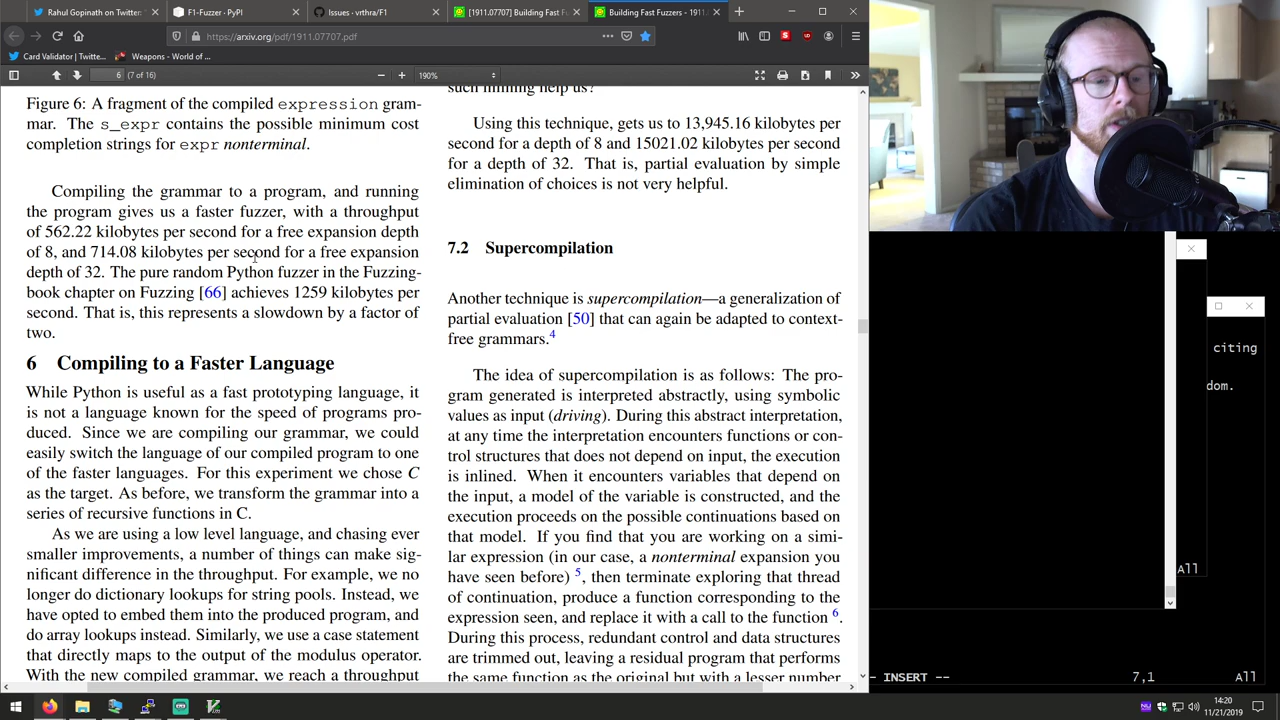 Rahul Gopinath on Twitter:
F1-Fuzzer · PyPI
Issues · vrthra/F1
[1911.07707] Building Fast Fu
Building Fast Fuzzers - 1911.
https://arxiv.org/pdf/1911.07707.pdf
Card Validator | Twitte...
Weapons - World of ...
6 (7 of 16)
190%
Figure 6: A fragment of the compiled expression gram-
mar. The s_expr contains the possible minimum cost
completion strings for expr nonterminal.
Compiling the grammar to a program, and running
the program gives us a faster fuzzer, with a throughput
of 562.22 kilobytes per second for a free expansion depth
of 8, and 714.08 kilobytes per second for a free expansion
depth of 32. The pure random Python fuzzer in the Fuzzing-
book chapter on Fuzzing [66] achieves 1259 kilobytes per
second. That is, this represents a slowdown by a factor of
two.
6 Compiling to a Faster Language
While Python is useful as a fast prototyping language, it
is not a language known for the speed of programs pro-
duced. Since we are compiling our grammar, we could
easily switch the language of our compiled program to one
of the faster languages. For this experiment we chose C
as the target. As before, we transform the grammar into a
series of recursive functions in C.
As we are using a low level language, and chasing ever
smaller improvements, a number of things can make sig-
nificant difference in the throughput. For example, we no
longer do dictionary lookups for string pools. Instead, we
have opted to embed them into the produced program, and
do array lookups instead. Similarly, we use a case statement
that directly maps to the output of the modulus operator.
With the new compiled grammar, we reach a throughput
such mining help us?
Using this technique, gets us to 13,945.16 kilobytes per
second for a depth of 8 and 15021.02 kilobytes per second
for a depth of 32. That is, partial evaluation by simple
elimination of choices is not very helpful.
7.2 Supercompilation
Another technique is supercompilation—a generalization of
partial evaluation [50] that can again be adapted to context-
free grammars.4
The idea of supercompilation is as follows: The pro-
gram generated is interpreted abstractly, using symbolic
values as input (driving). During this abstract interpretation,
at any time the interpretation encounters functions or con-
trol structures that does not depend on input, the execution
is inlined. When it encounters variables that depend on
the input, a model of the variable is constructed, and the
execution proceeds on the possible continuations based on
that model. If you find that you are working on a simi-
lar expression (in our case, a nonterminal expansion you
have seen before) 5, then terminate exploring that thread
of continuation, produce a function corresponding to the
expression seen, and replace it with a call to the function 6.
During this process, redundant control and data structures
are trimmed out, leaving a residual program that performs
the same function as the original but with a lesser number
citing
dom.
All
- INSERT --
7,1
All
14:20
11/21/2019